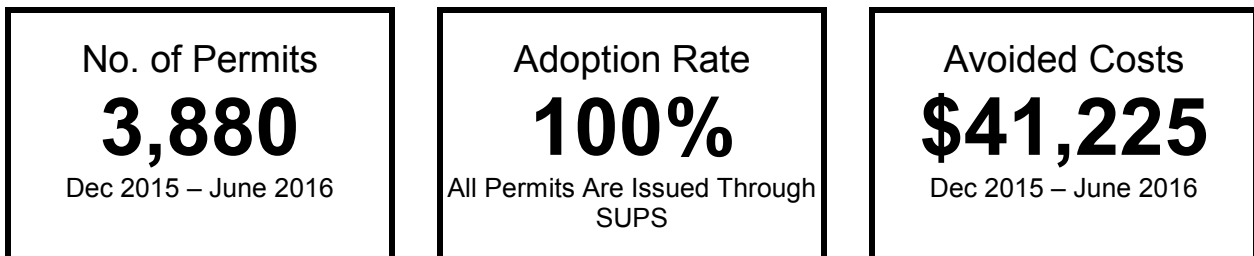 No. of Permits
3,880
Dec 2015 – June 2016
Adoption Rate
100%
All Permits Are Issued Through
SUPS
Avoided Costs
$41,225
Dec 2015 – June 2016